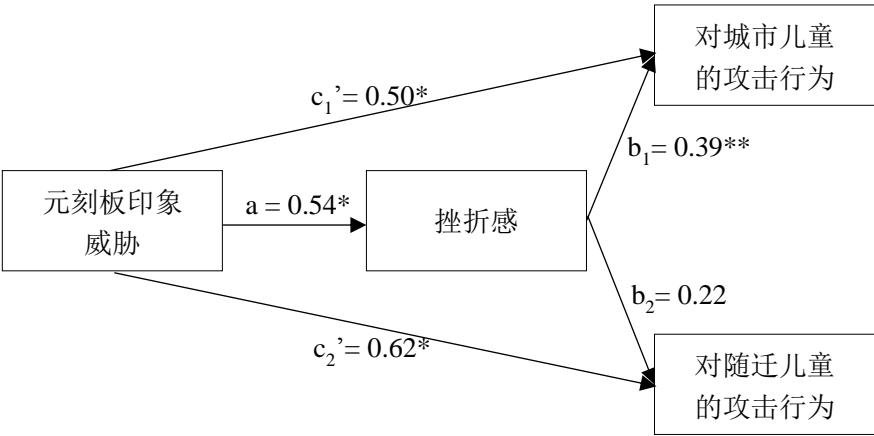 对城市儿童
的攻击行为
c₁’= 0.50*
b₁= 0.39**
元刻板印象
威胁
a = 0.54*
挫折感
b₂= 0.22
c₂’= 0.62*
对随迁儿童
的攻击行为